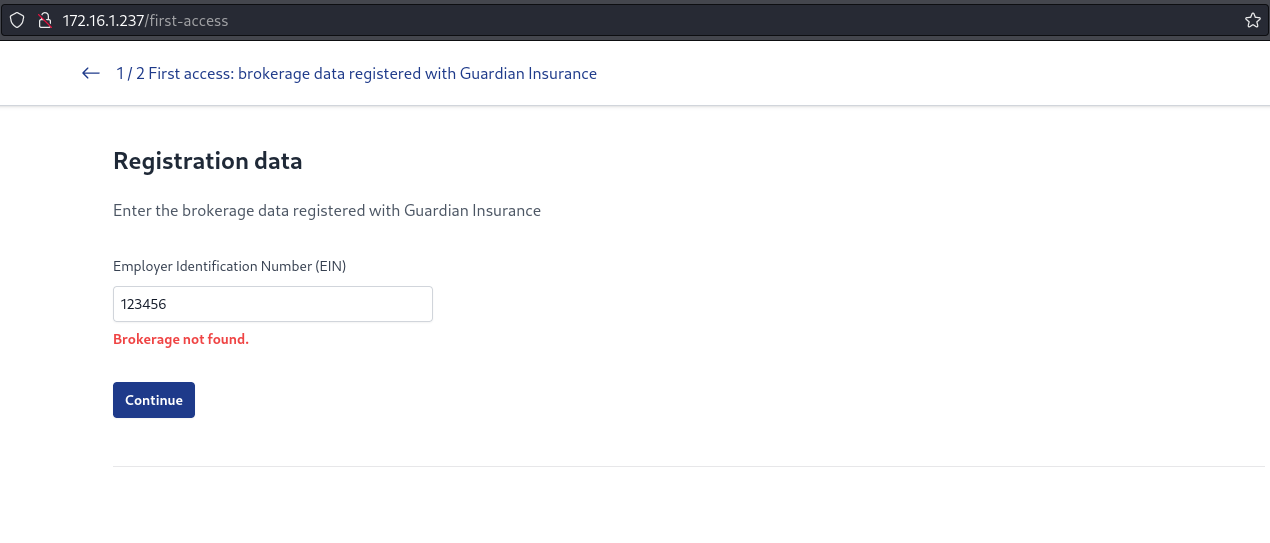 172.16.1.237/first-access
1 / 2 First access: brokerage data registered with Guardian Insurance
Registration data
Enter the brokerage data registered with Guardian Insurance
Employer Identification Number (EIN)
123456
Brokerage not found.
Continue